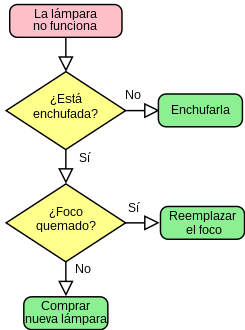 La lámpara
no funciona
¿Está
enchufada?
No
Enchufarla
Sí
¿Foco
quemado?
Sí
Reemplazar
el foco
No
Comprar
nueva lámpara